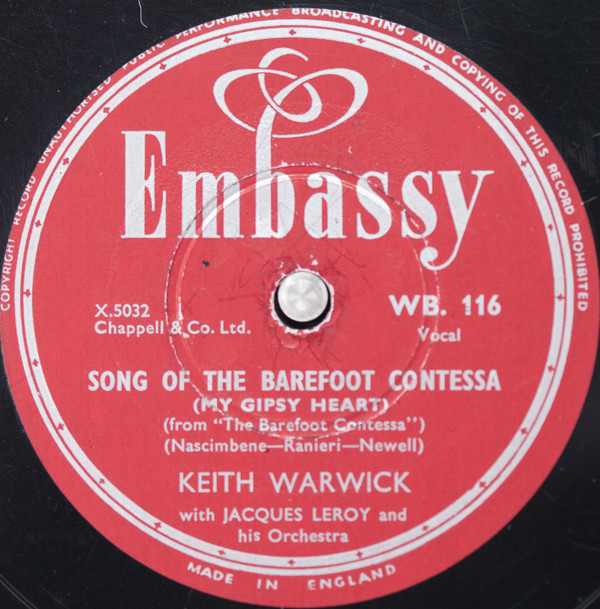 COPYRIGHT RECORD UNAUTHORISED PUBLIC PERFORMANCE BROADCASTING AND COPYING OF THIS RECORD PROHIBITED
Embassy
X.5032
Chappell & Co. Ltd.
WB. 116
Vocal
SONG OF THE BAREFOOT CONTESSA
(MY GIPSY HEART)
(from "The Barefoot Contessa")
(Nascimbene—Ranieri—Newell)
KEITH WARWICK
with JACQUES LEROY and
his Orchestra
MADE IN ENGLAND